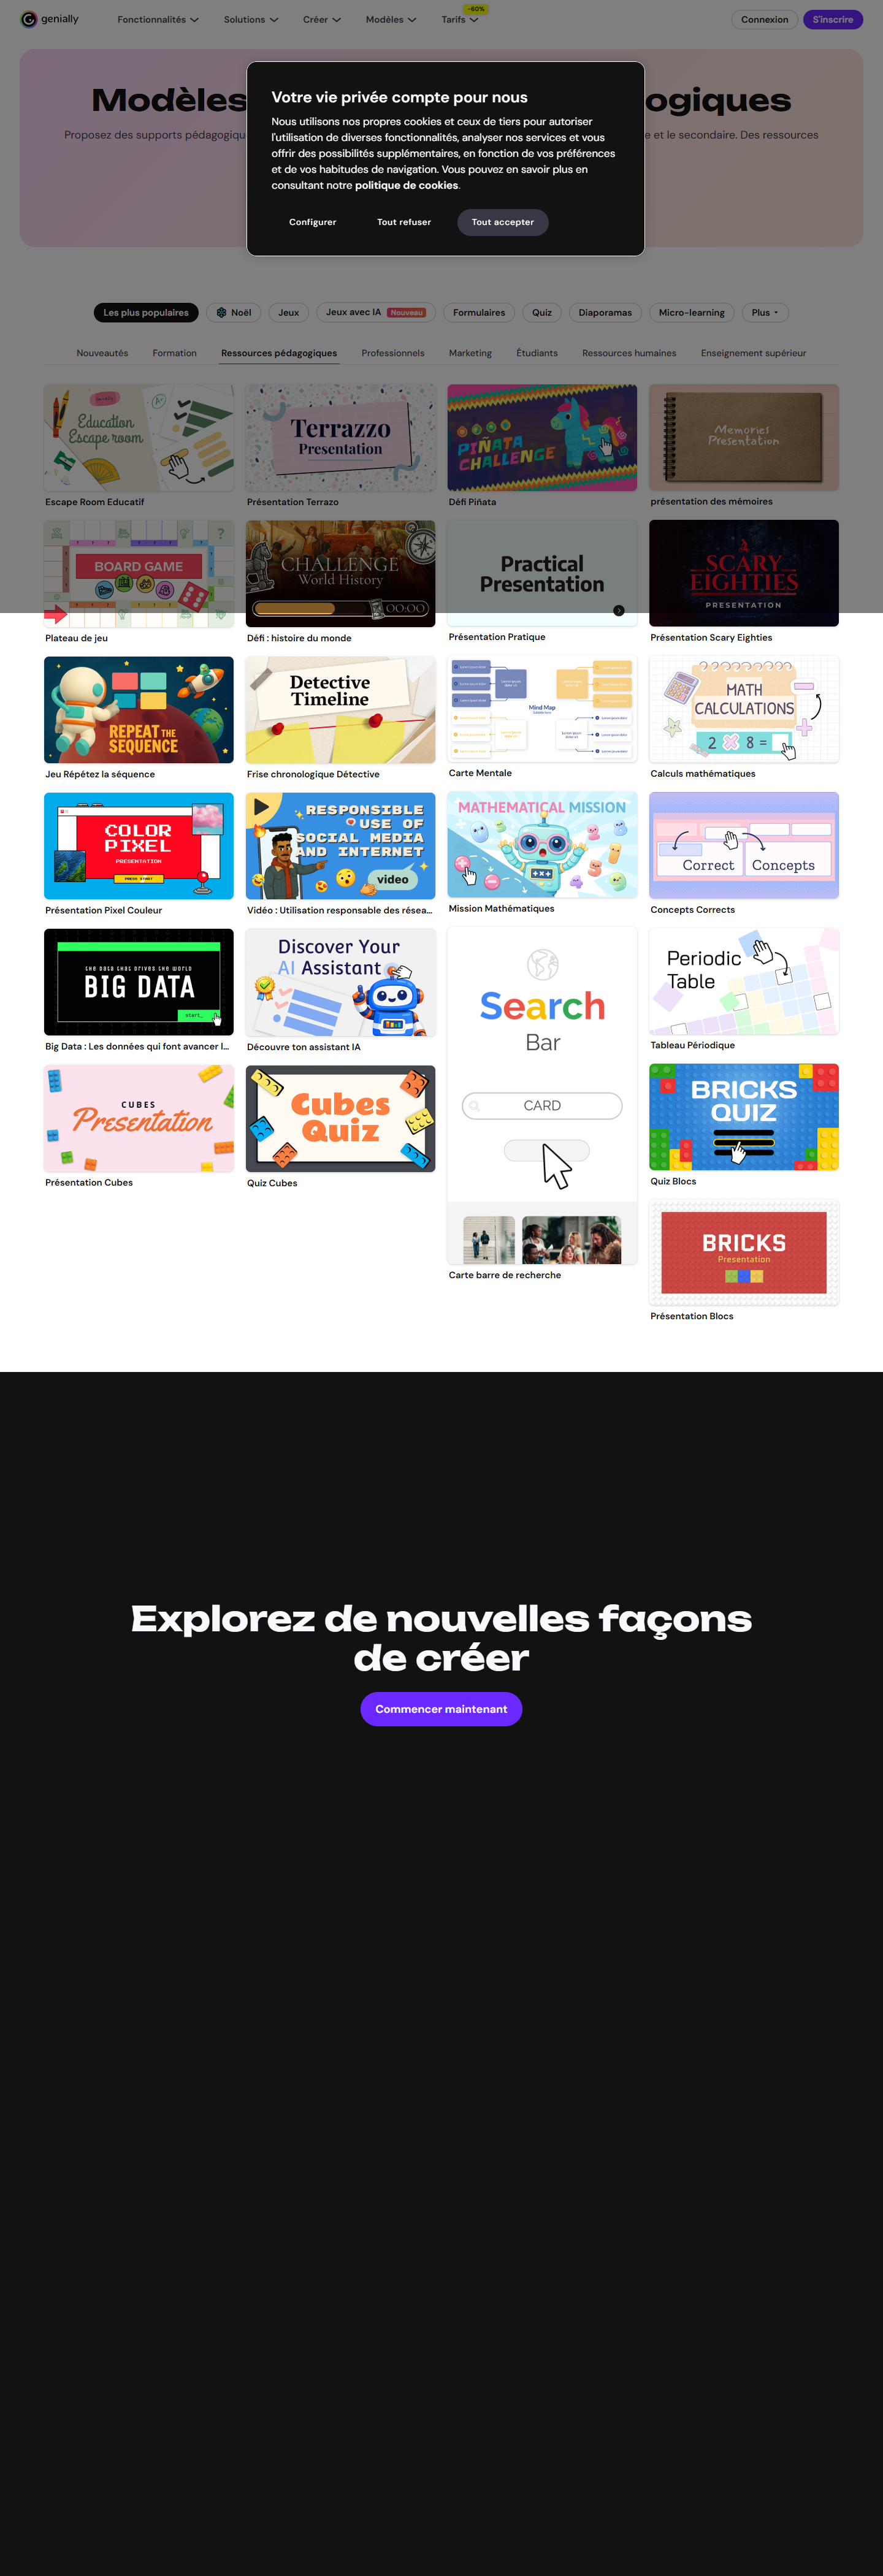 genially
Fonctionnalités
Solutions
Créer
Modèles
Tarifs
-60%
Connexion
S'inscrire
Modèles
ogiques
Proposez des supports pédagogiqu
e et le secondaire. Des ressources
Votre vie privée compte pour nous
Nous utilisons nos propres cookies et ceux de tiers pour autoriser
l'utilisation de diverses fonctionnalités, analyser nos services et vous
offrir des possibilités supplémentaires, en fonction de vos préférences
et de vos habitudes de navigation. Vous pouvez en savoir plus en
consultant notre politique de cookies.
Configurer
Tout refuser
Tout accepter
Les plus populaires
Noël
Jeux
Jeux avec IA Nouveau
Formulaires
Quiz
Diaporamas
Micro-learning
Plus
Nouveautés
Formation
Ressources pédagogiques
Professionnels
Marketing
Étudiants
Ressources humaines
Enseignement supérieur
Education
Escape room
A+
Escape Room Educatif
Terrazzo
Presentation
Présentation Terrazo
PIÑATA
CHALLENGE
Défi Piñata
Memories
Presentation
présentation des mémoires
BOARD GAME
?
Plateau de jeu
CHALLENGE
World History
00:00
Défi : histoire du monde
Practical
Presentation
Présentation Pratique
SCARY
EIGHTIES
PRESENTATION
Présentation Scary Eighties
REPEAT THE
SEQUENCE
Jeu Répétez la séquence
Detective
Timeline
Frise chronologique Détective
Mind Map
Carte Mentale
MATH
CALCULATIONS
2 × 8 =
Calculs mathématiques
COLOR
PIXEL
PRESENTATION
PRESS START
Présentation Pixel Couleur
RESPONSIBLE
USE OF
SOCIAL MEDIA
AND INTERNET
video
Vidéo : Utilisation responsable des résea...
MATHEMATICAL MISSION
Mission Mathématiques
Correct
Concepts
Concepts Corrects
the data that drives the world
BIG DATA
start_
Big Data : Les données qui font avancer l...
Discover Your
AI Assistant
Découvre ton assistant IA
Search
Bar
CARD
Carte barre de recherche
Periodic
Table
Tableau Périodique
CUBES
Presentation
Présentation Cubes
Cubes
Quiz
Quiz Cubes
BRICKS
QUIZ
Quiz Blocs
BRICKS
Presentation
Présentation Blocs
Explorez de nouvelles façons
de créer
Commencer maintenant